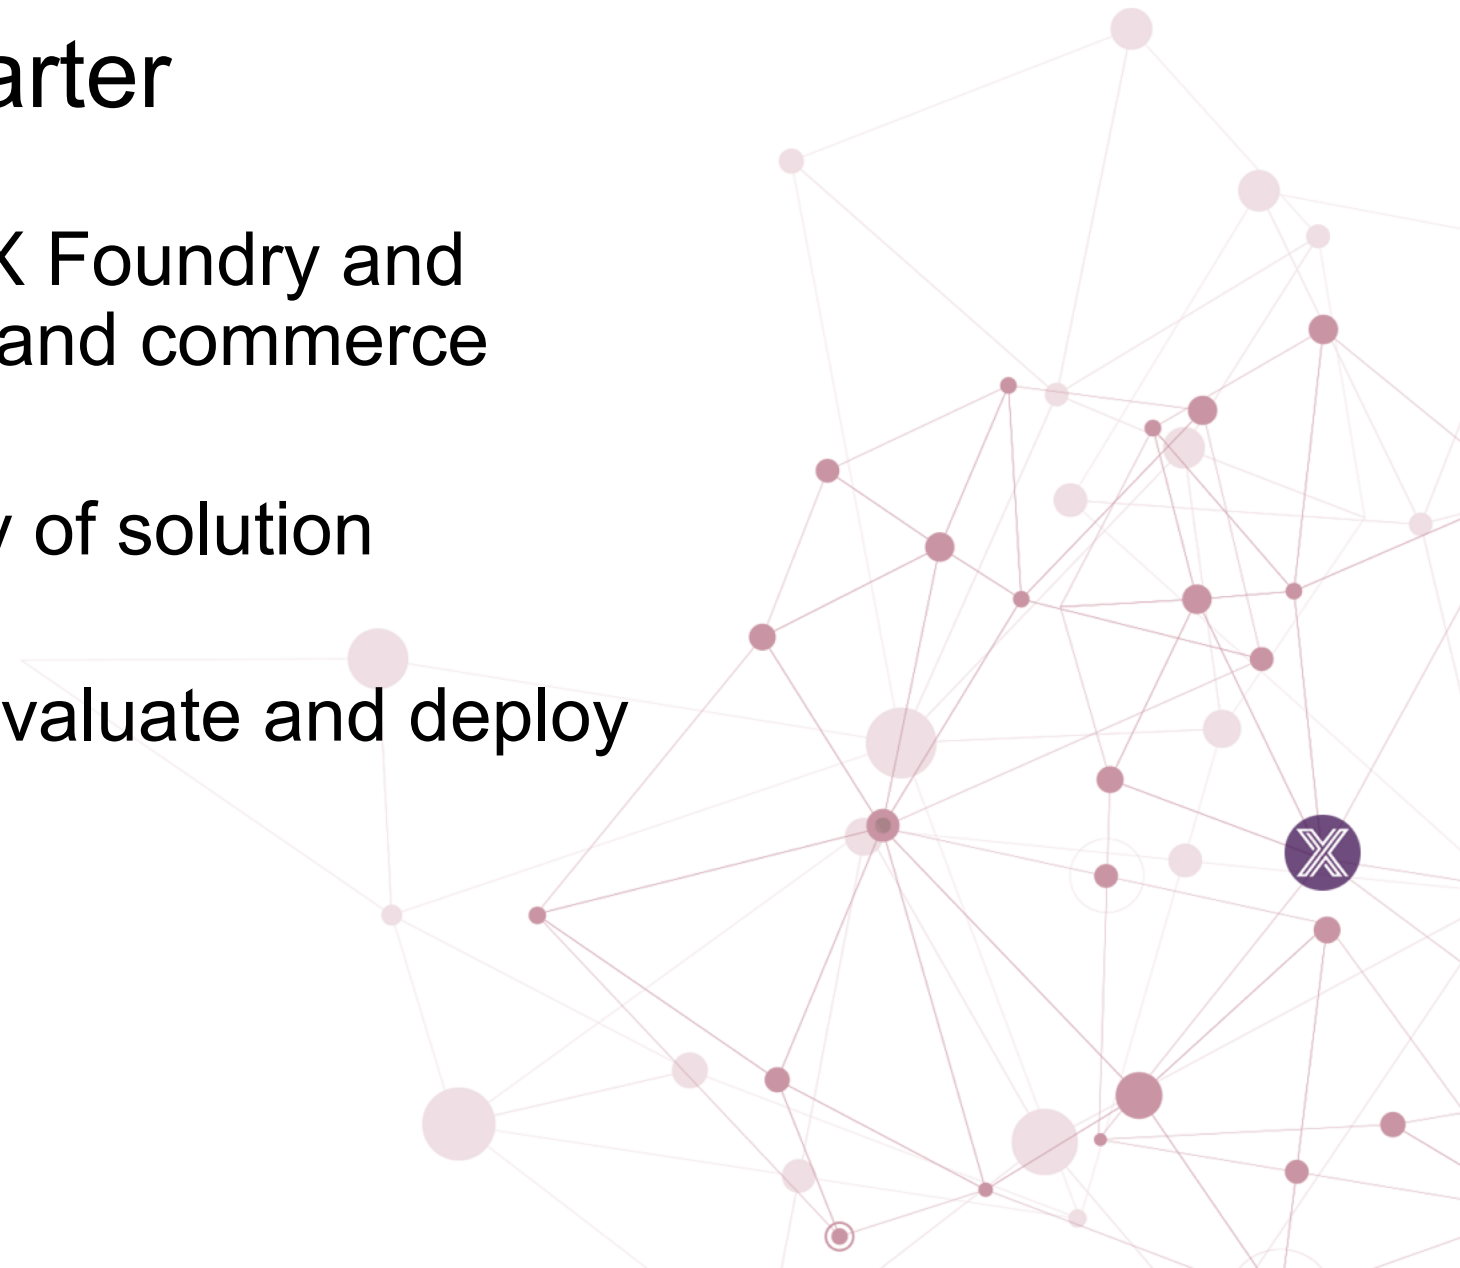 arter
X Foundry and
and commerce
y of solution
valuate and deploy